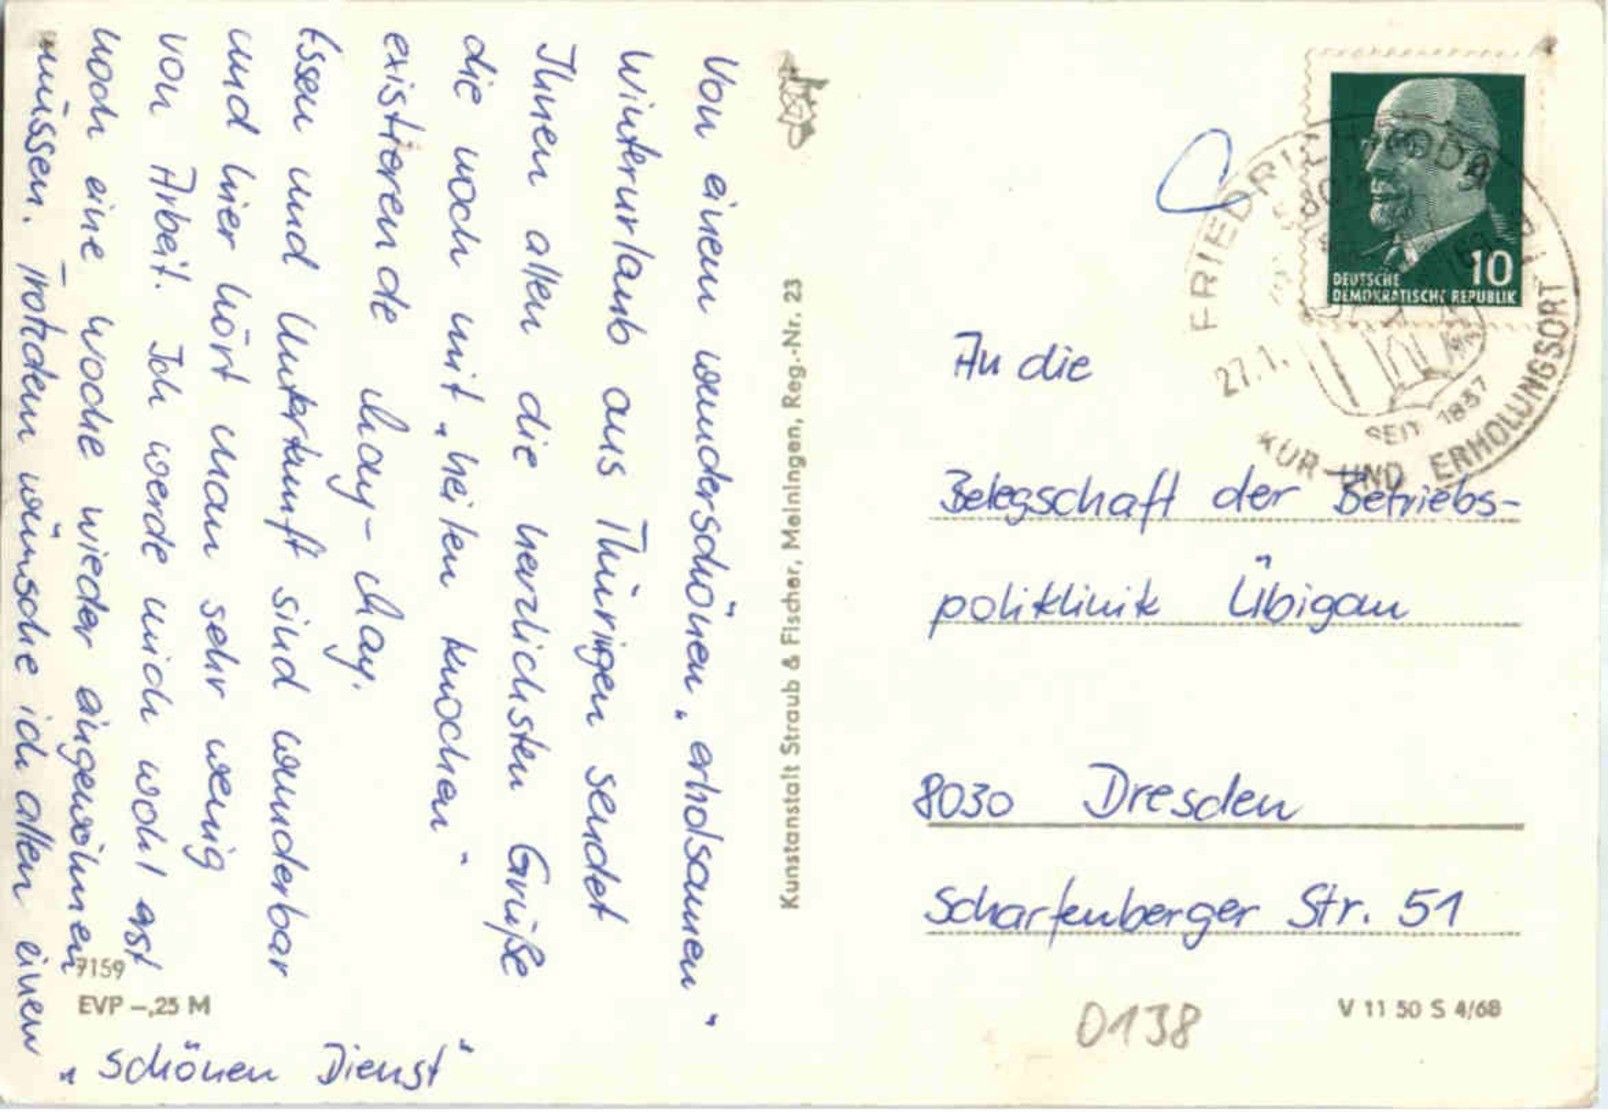 Von einem wunderschönen „erholsamen"
Winterurlaub aus Thüringen sendet
Ihnen allen die herzlichsten Grüße
die noch mit „heilen Knochen"
existierende May-May.
Essen und Unterkunft sind wunderbar
und hier hört man sehr wenig
von Arbeit. Ich werde mich wohl erst
noch eine Woche wieder eingewöhnen
müssen. Trotzdem wünsche ich allen einen
„schönen Dienst"
7159
EVP –,25 M
Kunstanstalt Straub & Fischer, Meiningen, Reg.-Nr. 23
DEUTSCHE
DEMOKRATISCHE REPUBLIK
10
27.1.
SEIT 1837
KUR- UND ERHOLUNGSORT
An die
Belegschaft der Betriebs-
poliklinik Übigau
8030 Dresden
Scharfenberger Str. 51
0138
V 11 50 S 4/68